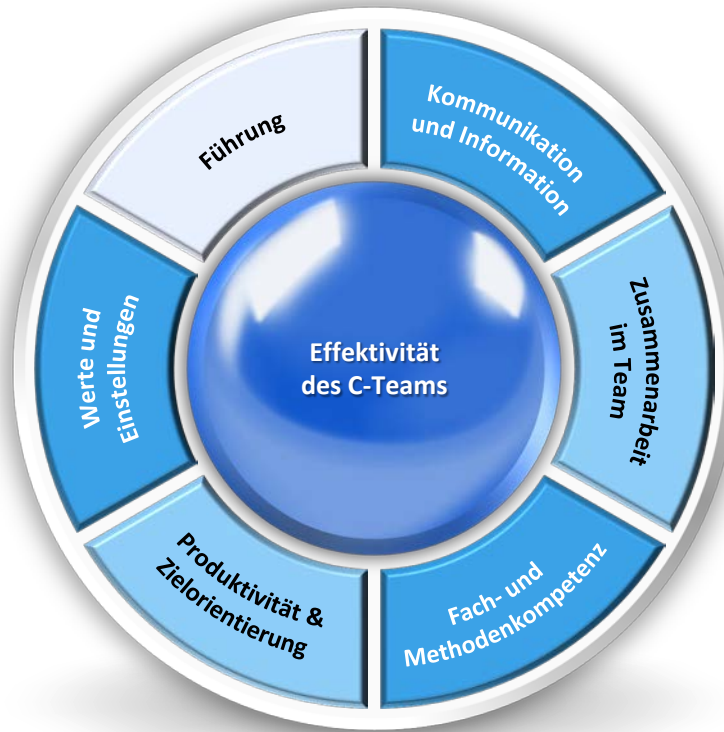 Führung
Kommunikation
und Information
Zusammenarbeit
im Team
Fach- und
Methodenkompetenz
Produktivität &
Zielorientierung
Werte und
Einstellungen
Effektivität
des C-Teams